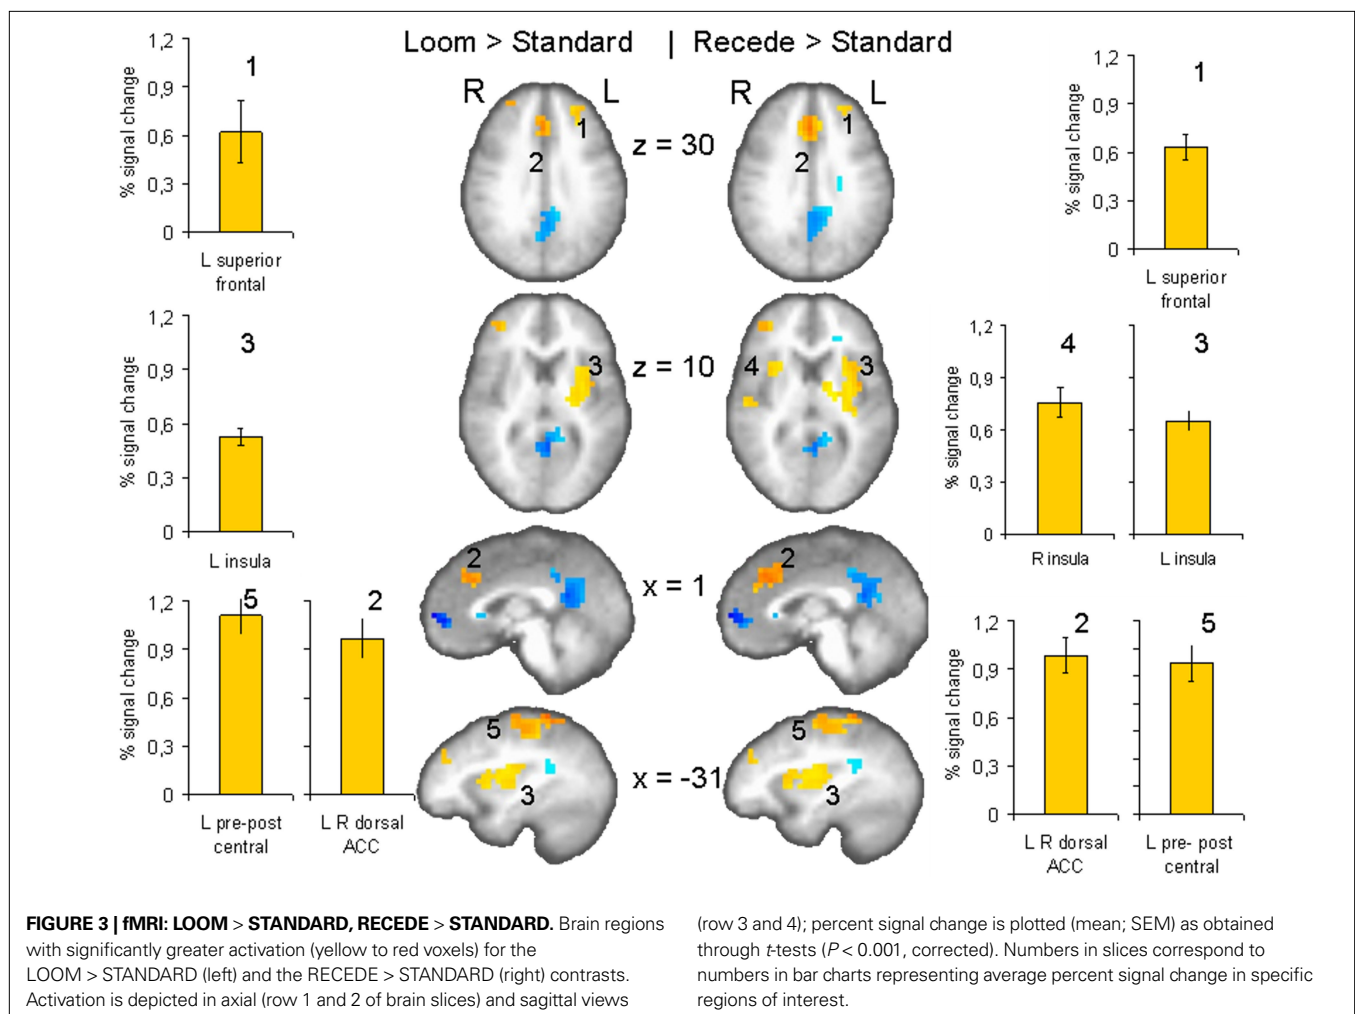 Loom > Standard | Recede > Standard
1,2
0,9
0,6
0,3
0
% signal change
1
L superior
frontal
R
L
1
2
z = 30
R
L
1
2
1,2
0,9
0,6
0,3
0
% signal change
1
L superior
frontal
1,2
0,9
0,6
0,3
0
% signal change
3
L insula
3
z = 10
4
3
1,2
0,9
0,6
0,3
0
% signal change
4
R insula
3
L insula
1,2
0,9
0,6
0,3
0
% signal change
5
L pre-post
central
2
L R dorsal
ACC
2
x = 1
2
5
3
x = -31
5
3
1,2
0,9
0,6
0,3
0
% signal change
2
L R dorsal
ACC
5
L pre- post
central
FIGURE 3 | fMRI: LOOM > STANDARD, RECEDE > STANDARD. Brain regions
with significantly greater activation (yellow to red voxels) for the
LOOM > STANDARD (left) and the RECEDE > STANDARD (right) contrasts.
Activation is depicted in axial (row 1 and 2 of brain slices) and sagittal views
(row 3 and 4); percent signal change is plotted (mean; SEM) as obtained
through t-tests (P < 0.001, corrected). Numbers in slices correspond to
numbers in bar charts representing average percent signal change in specific
regions of interest.